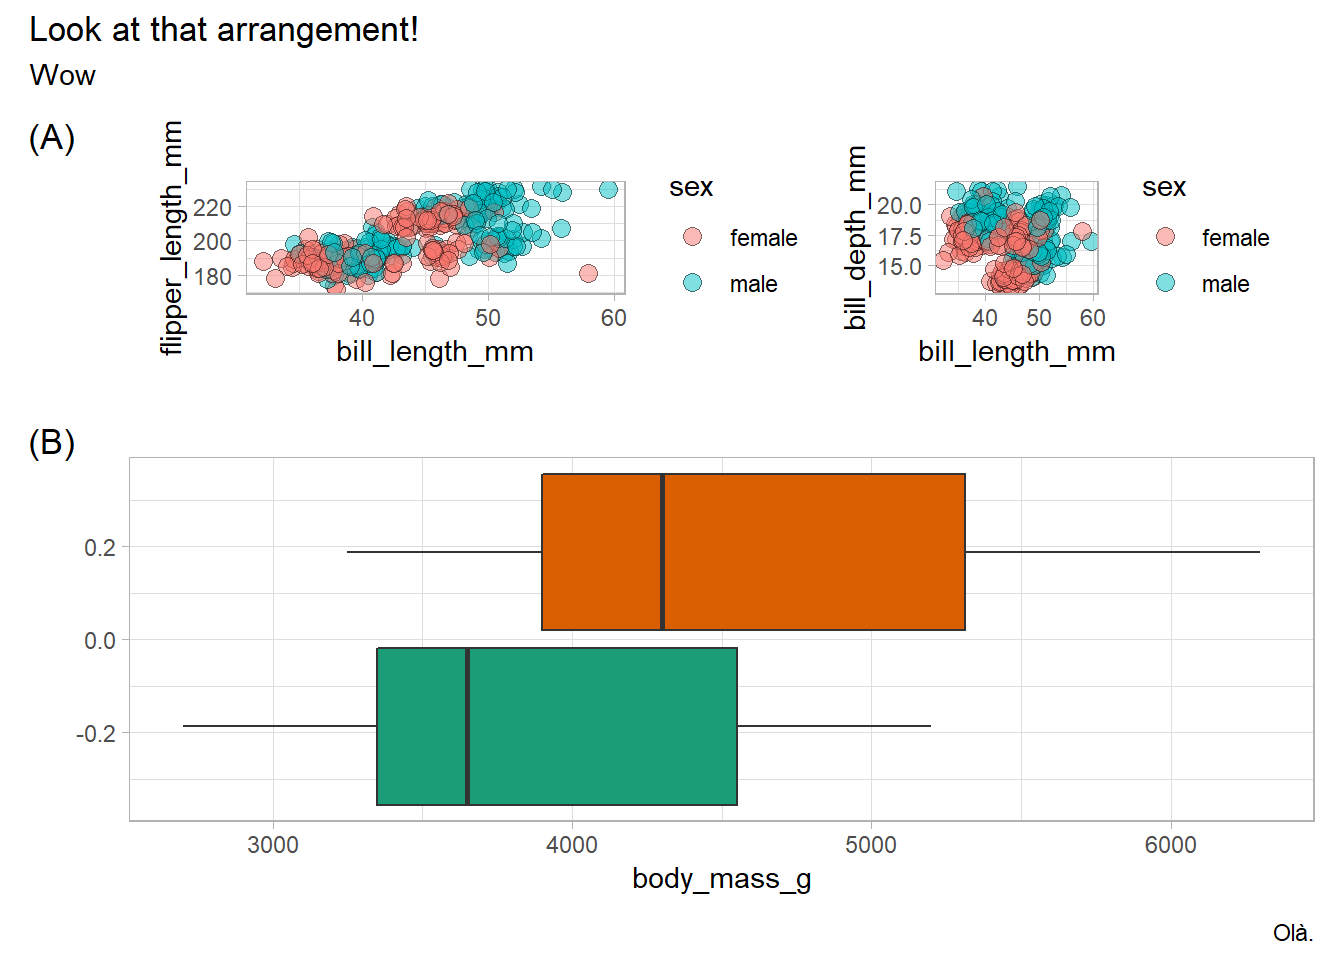 Look at that arrangement!
Wow
(A)
flipper_length_mm
220
200
180
40 50 60
bill_length_mm
sex
female
male
bill_depth_mm
20.0
17.5
15.0
40 50 60
bill_length_mm
sex
female
male
(B)
0.2
0.0
-0.2
3000 4000 5000 6000
body_mass_g
Olà.